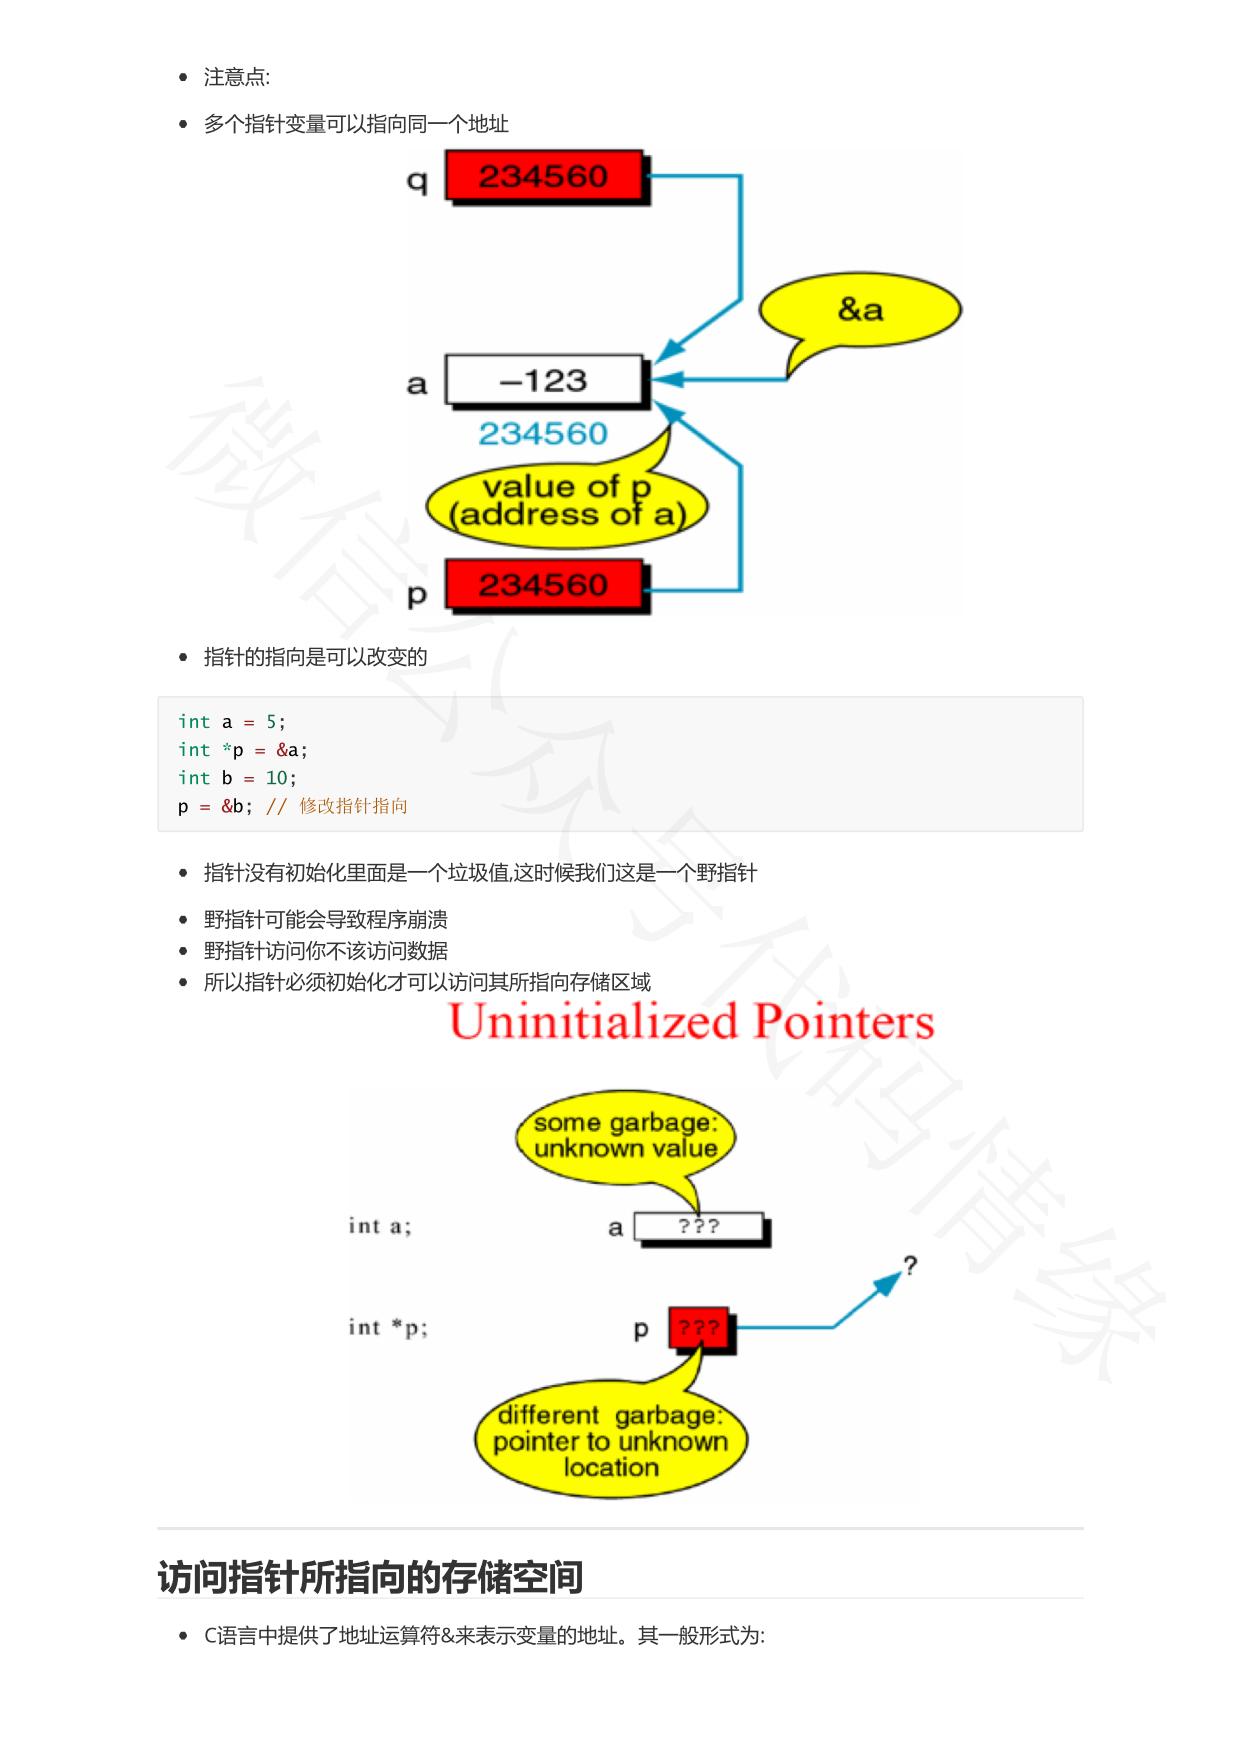 注意点:
多个指针变量可以指向同一个地址
q 234560
&a
a –123
234560
value of p
(address of a)
p 234560
指针的指向是可以改变的
int a = 5;
int *p = &a;
int b = 10;
p = &b; // 修改指针指向
指针没有初始化里面是一个垃圾值,这时候我们这是一个野指针
野指针可能会导致程序崩溃
野指针访问你不该访问数据
所以指针必须初始化才可以访问其所指向存储区域
Uninitialized Pointers
some garbage:
unknown value
int a; a ???
?
int *p; p ???
different garbage:
pointer to unknown
location
访问指针所指向的存储空间
C语言中提供了地址运算符&来表示变量的地址。其一般形式为:
微信公众号代码情缘